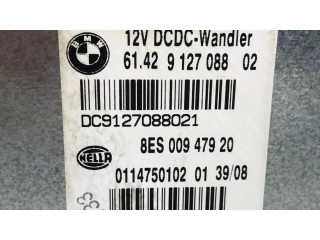 BMW
12V DCDC-Wandler
61.42 9 127 088 02
DC9127088021
8ES 009 479 20
HELLA
0114750102 01 39/08